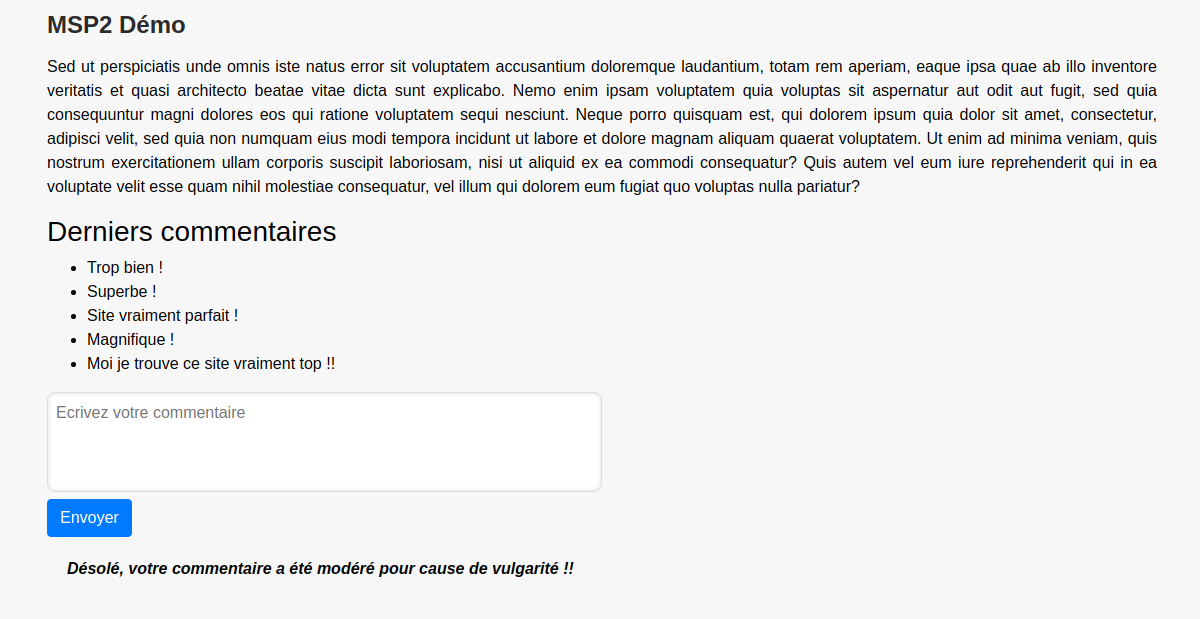 MSP2 Démo
Sed ut perspiciatis unde omnis iste natus error sit voluptatem accusantium doloremque laudantium, totam rem aperiam, eaque ipsa quae ab illo inventore
veritatis et quasi architecto beatae vitae dicta sunt explicabo. Nemo enim ipsam voluptatem quia voluptas sit aspernatur aut odit aut fugit, sed quia
consequuntur magni dolores eos qui ratione voluptatem sequi nesciunt. Neque porro quisquam est, qui dolorem ipsum quia dolor sit amet, consectetur,
adipisci velit, sed quia non numquam eius modi tempora incidunt ut labore et dolore magnam aliquam quaerat voluptatem. Ut enim ad minima veniam, quis
nostrum exercitationem ullam corporis suscipit laboriosam, nisi ut aliquid ex ea commodi consequatur? Quis autem vel eum iure reprehenderit qui in ea
voluptate velit esse quam nihil molestiae consequatur, vel illum qui dolorem eum fugiat quo voluptas nulla pariatur?
Derniers commentaires
• Trop bien !
• Superbe !
• Site vraiment parfait !
• Magnifique !
• Moi je trouve ce site vraiment top !!
Ecrivez votre commentaire
Envoyer
Désolé, votre commentaire a été modéré pour cause de vulgarité !!